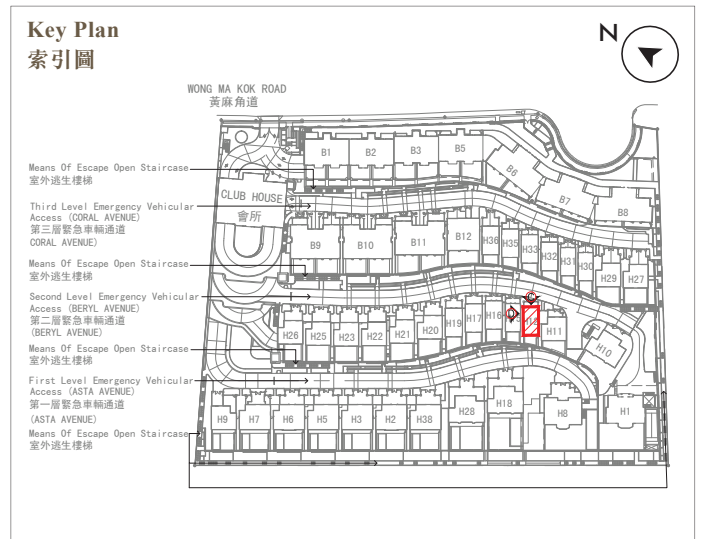 Key Plan
索引圖
N
WONG MA KOK ROAD
黃麻角道
B1
B2
B3
B5
B6
B7
B8
Means Of Escape Open Staircase
室外逃生樓梯
CLUB HOUSE
會所
Third Level Emergency Vehicular
Access (CORAL AVENUE)
第三層緊急車輛通道
CORAL AVENUE)
B9
B10
B11
B12
H36
H35
H33
H32
H31
H30
H29
H27
Means Of Escape Open Staircase
室外逃生樓梯
Second Level Emergency Vehicular
Access (BERYL AVENUE)
第二層緊急車輛通道
(BERYL AVENUE)
H26
H25
H23
H22
H21
H20
H19
H17
H16
H11
H10
Means Of Escape Open Staircase
室外逃生樓梯
First Level Emergency Vehicular
Access (ASTA AVENUE)
第一層緊急車輛通道
(ASTA AVENUE)
H9
H7
H6
H5
H3
H2
H38
H28
H18
H8
H1
Means Of Escape Open Staircase
室外逃生樓梯